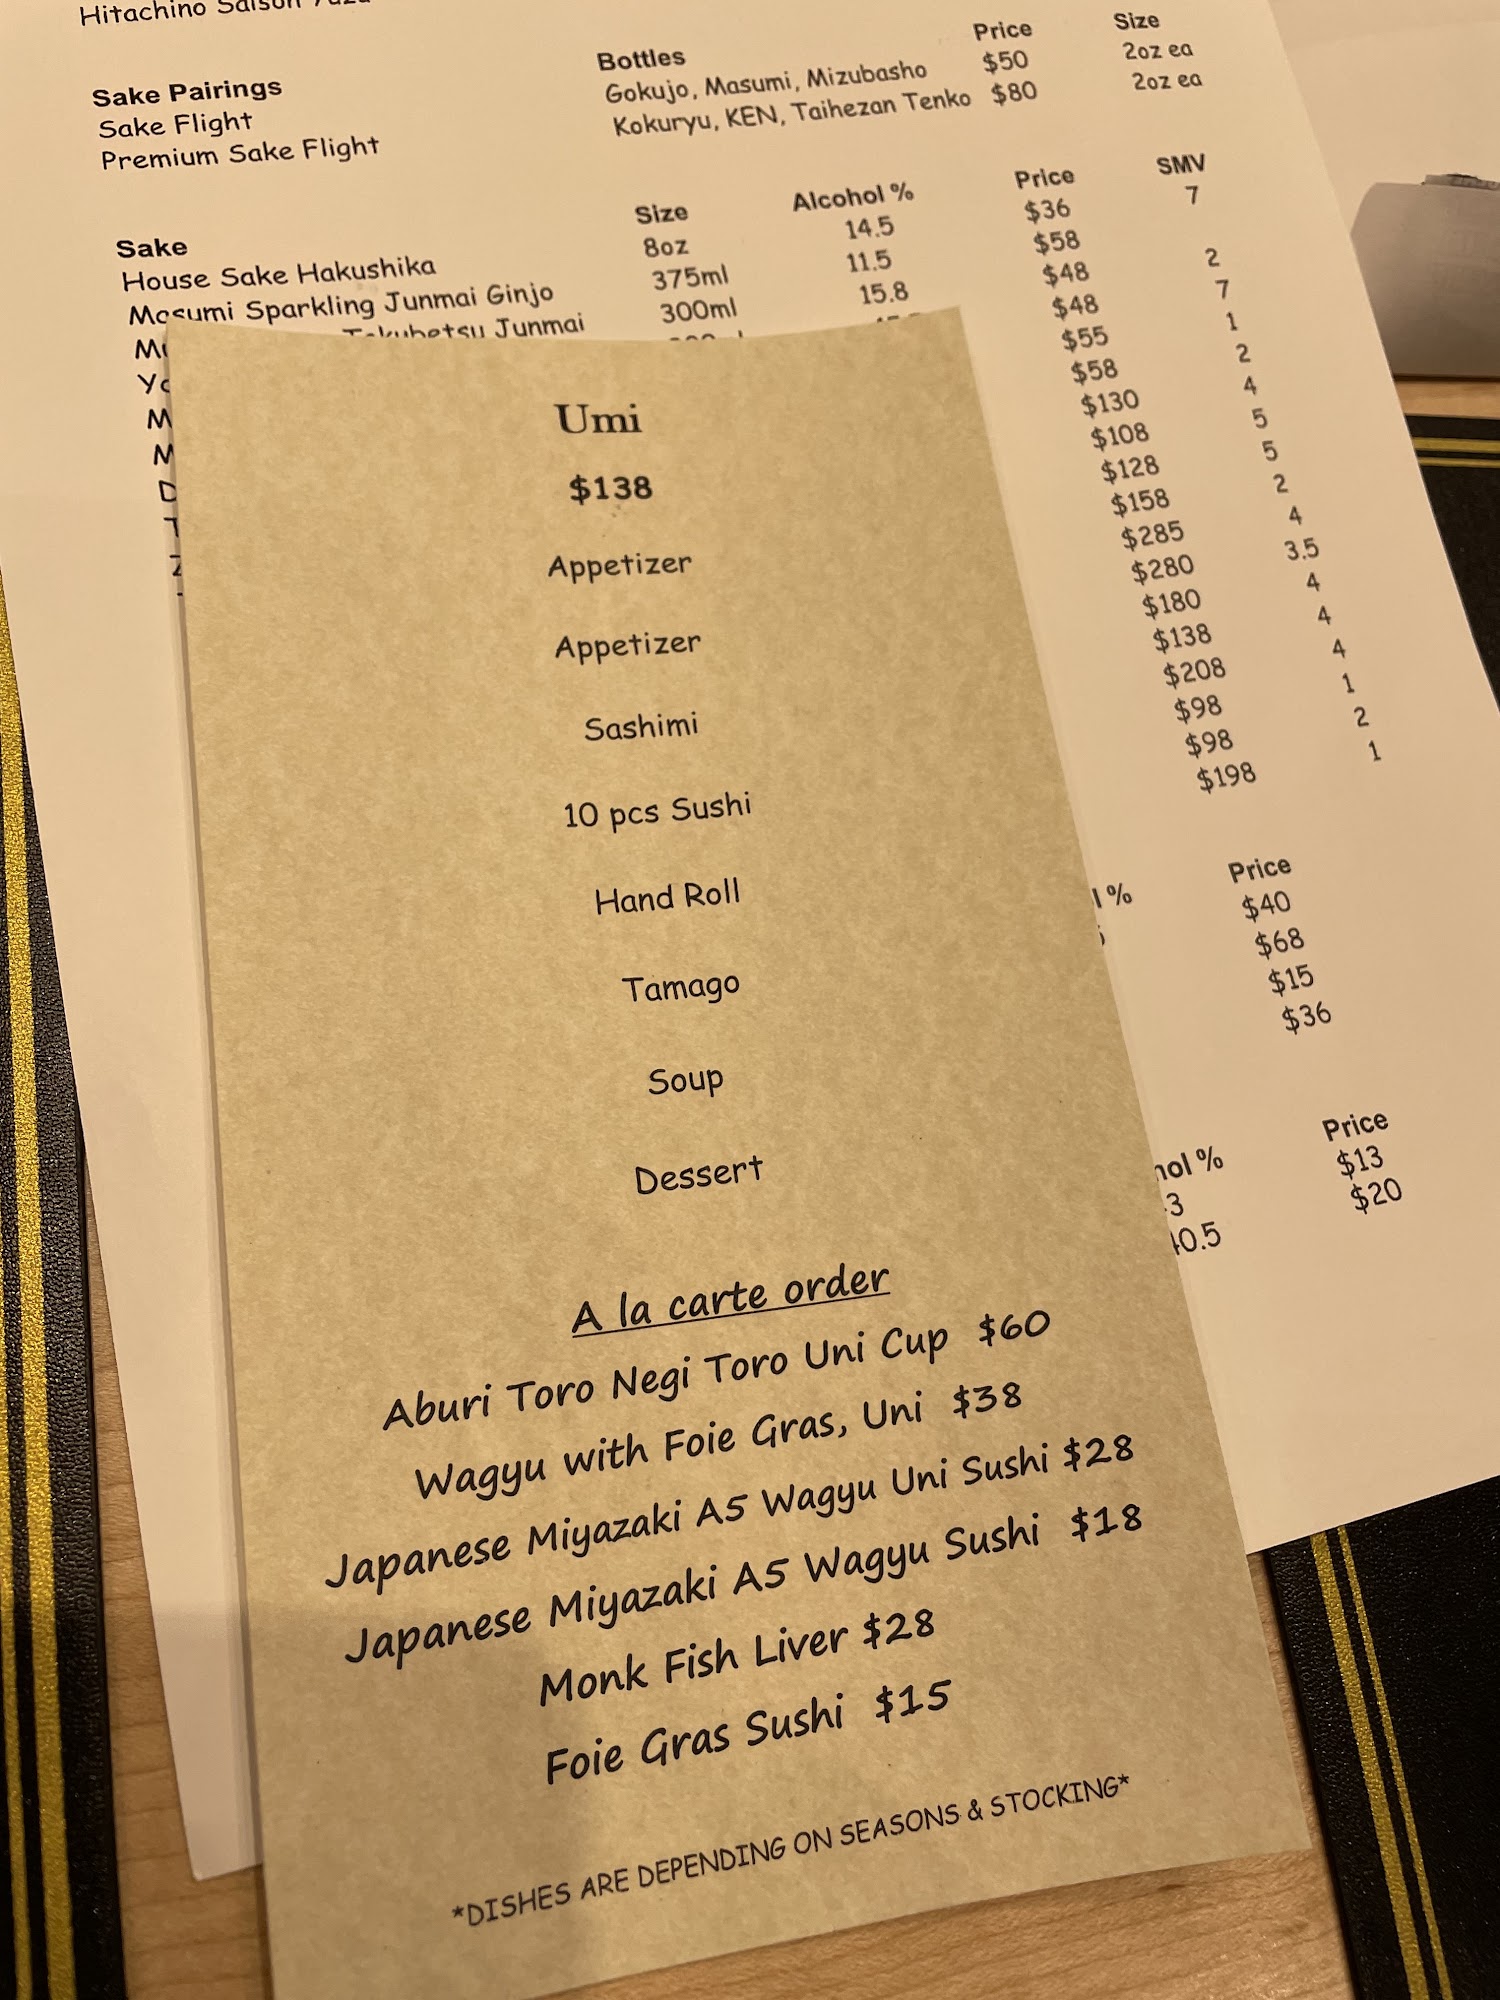 Hitachino Saison Yuzu
Sake Pairings Bottles Price Size
Sake Flight Gokujo, Masumi, Mizubasho $50 2oz ea
Premium Sake Flight Kokuryu, KEN, Taihezan Tenko $80 2oz ea
Sake Size Alcohol % Price SMV
House Sake Hakushika 8oz 14.5 $36 7
Masumi Sparkling Junmai Ginjo 375ml 11.5 $58
Tokubetsu Junmai 300ml 15.8 $48 2
$48 7
$55 1
$58 2
$130 4
$108 5
$128 5
$158 2
$285 4
$280 3.5
$180 4
$138 4
$208 4
$98 1
$98 2
$198 1
Price
$40
$68
$15
$36
Price
$13
$20
Umi
$138
Appetizer
Appetizer
Sashimi
10 pcs Sushi
Hand Roll
Tamago
Soup
Dessert
A la carte order
Aburi Toro Negi Toro Uni Cup $60
Wagyu with Foie Gras, Uni $38
Japanese Miyazaki A5 Wagyu Uni Sushi $28
Japanese Miyazaki A5 Wagyu Sushi $18
Monk Fish Liver $28
Foie Gras Sushi $15
*DISHES ARE DEPENDING ON SEASONS & STOCKING*